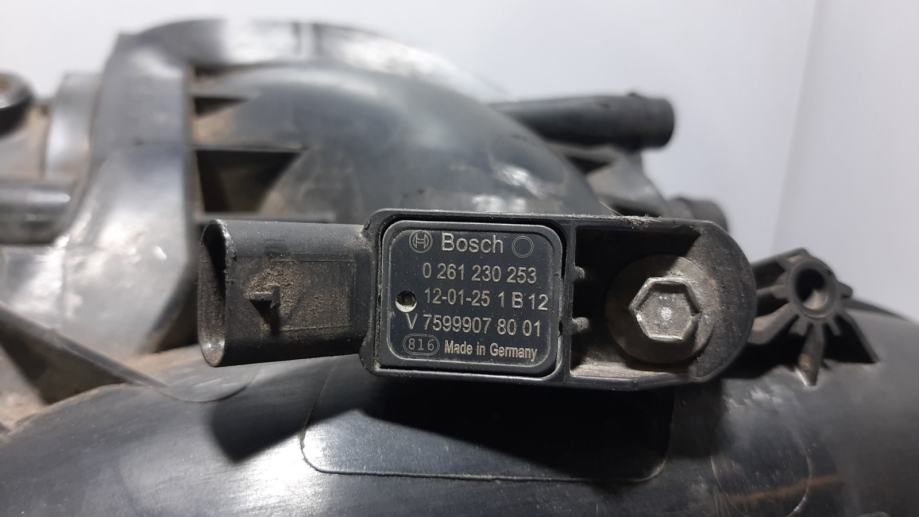 Bosch
0 261 230 253
12-01-25 1 B 12
V 7599907 80 01
816 Made in Germany